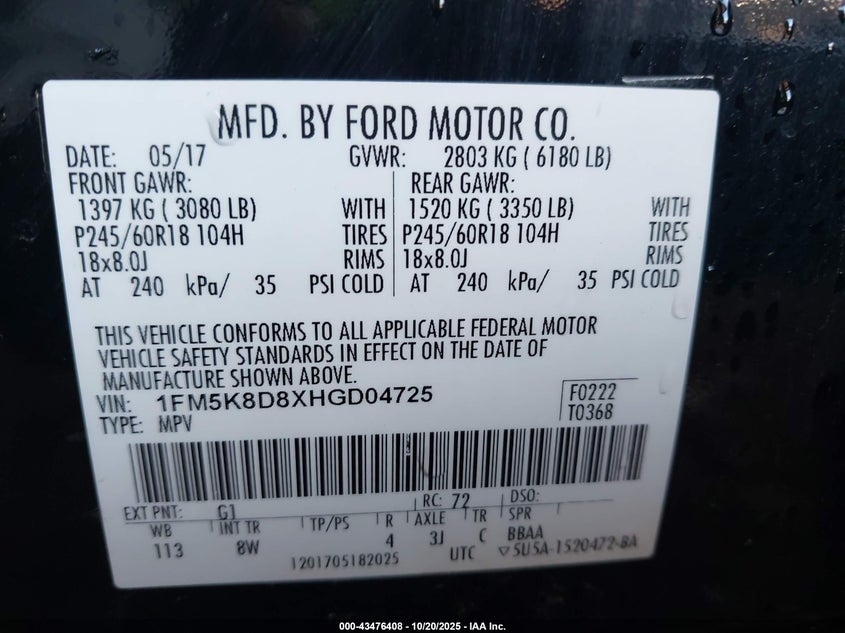 MFD. BY FORD MOTOR CO.
DATE: 05/17 GVWR: 2803 KG ( 6180 LB)
FRONT GAWR: REAR GAWR:
1397 KG ( 3080 LB) WITH 1520 KG ( 3350 LB) WITH
P245/60R18 104H TIRES P245/60R18 104H TIRES
18x8.0J RIMS 18x8.0J RIMS
AT 240 kPa/ 35 PSI COLD AT 240 kPa/ 35 PSI COLD
THIS VEHICLE CONFORMS TO ALL APPLICABLE FEDERAL MOTOR
VEHICLE SAFETY STANDARDS IN EFFECT ON THE DATE OF
MANUFACTURE SHOWN ABOVE.
VIN: 1FM5K8D8XHGD04725 F0222
TYPE: MPV T0368
EXT PNT: G1 RC: 72 DSO:
WB INT TR TP/PS R AXLE TR SPR
113 8W 4 3J C BBAA
1201705182025 UTC ▽5U5A-1520472-BA
000-43476408 | 10/20/2025 | IAA Inc.